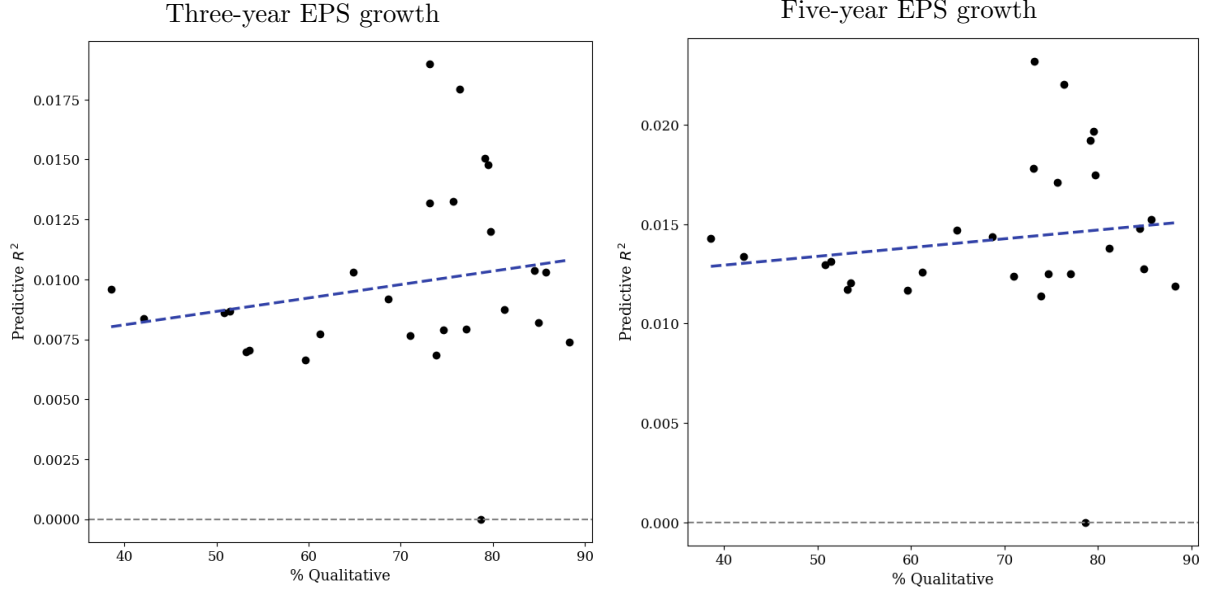 Three-year EPS growth
Predictive R²
0.0175
0.0150
0.0125
0.0100
0.0075
0.0050
0.0025
0.0000
40 50 60 70 80 90
% Qualitative
Five-year EPS growth
Predictive R²
0.020
0.015
0.010
0.005
0.000
40 50 60 70 80 90
% Qualitative